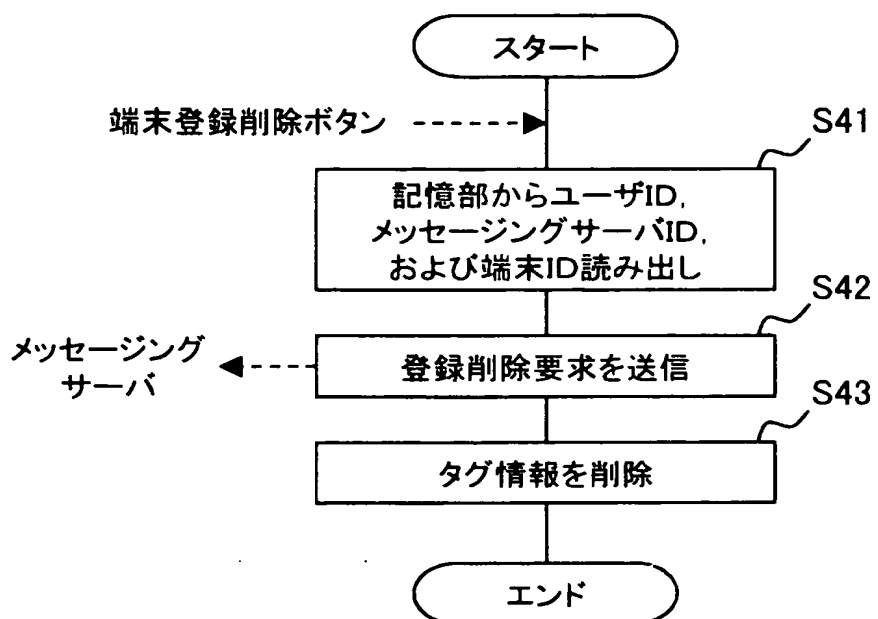 スタート
端末登録削除ボタン
S41
記憶部からユーザID,
メッセージングサーバID,
および端末ID読み出し
S42
メッセージング
サーバ
登録削除要求を送信
S43
タグ情報を削除
エンド